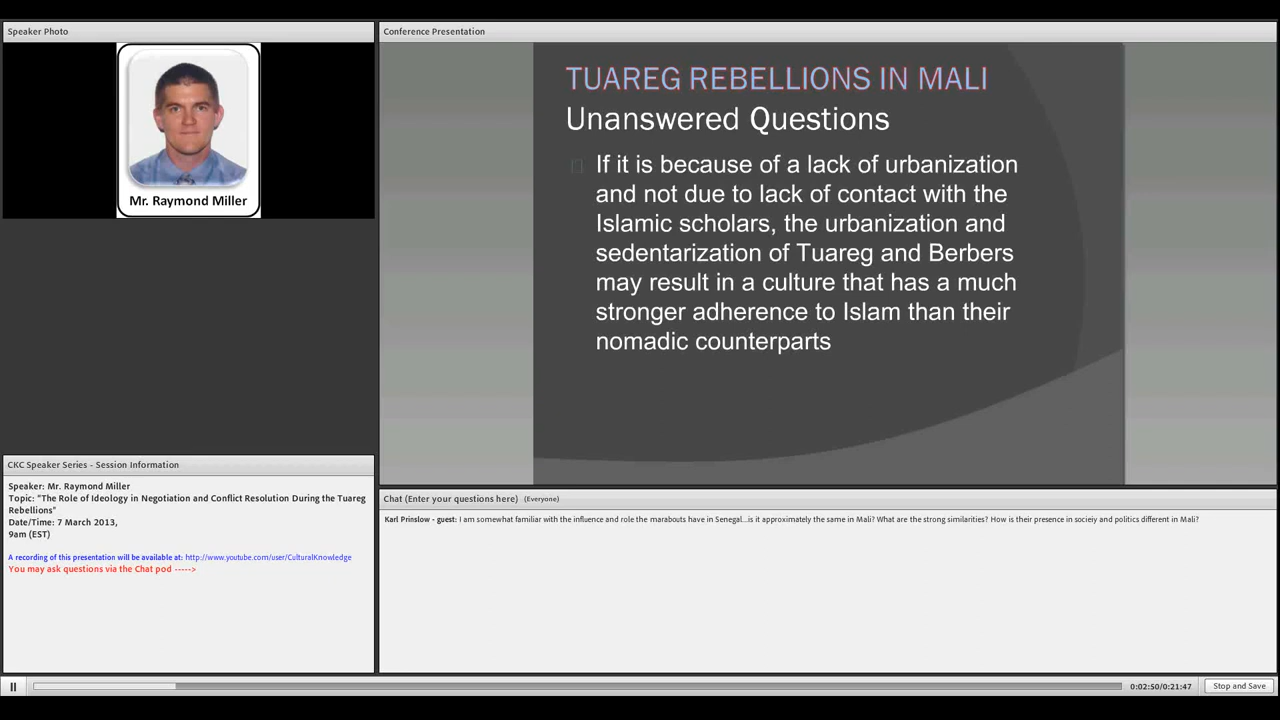 Speaker Photo
Mr. Raymond Miller
Conference Presentation
TUAREG REBELLIONS IN MALI
Unanswered Questions
If it is because of a lack of urbanization
and not due to lack of contact with the
Islamic scholars, the urbanization and
sedentarization of Tuareg and Berbers
may result in a culture that has a much
stronger adherence to Islam than their
nomadic counterparts
CKC Speaker Series - Session Information
Speaker: Mr. Raymond Miller
Topic: "The Role of Ideology in Negotiation and Conflict Resolution During the Tuareg
Rebellions"
Date/Time: 7 March 2013,
9am (EST)
A recording of this presentation will be available at: http://www.youtube.com/user/CulturalKnowledge
You may ask questions via the Chat pod ----->
Chat (Enter your questions here) (Everyone)
Karl Prinslow - guest: I am somewhat familiar with the influence and role the marabouts have in Senegal...is it approximately the same in Mali? What are the strong similarities? How is their presence in socieiy and politics different in Mali?
0:02:50/0:21:47
Stop and Save